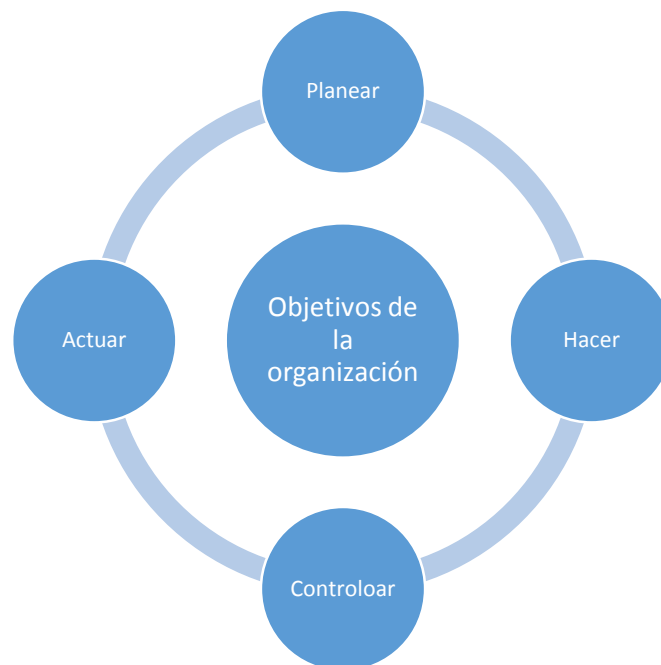 Planear
Actuar
Objetivos de
la
organización
Hacer
Controloar